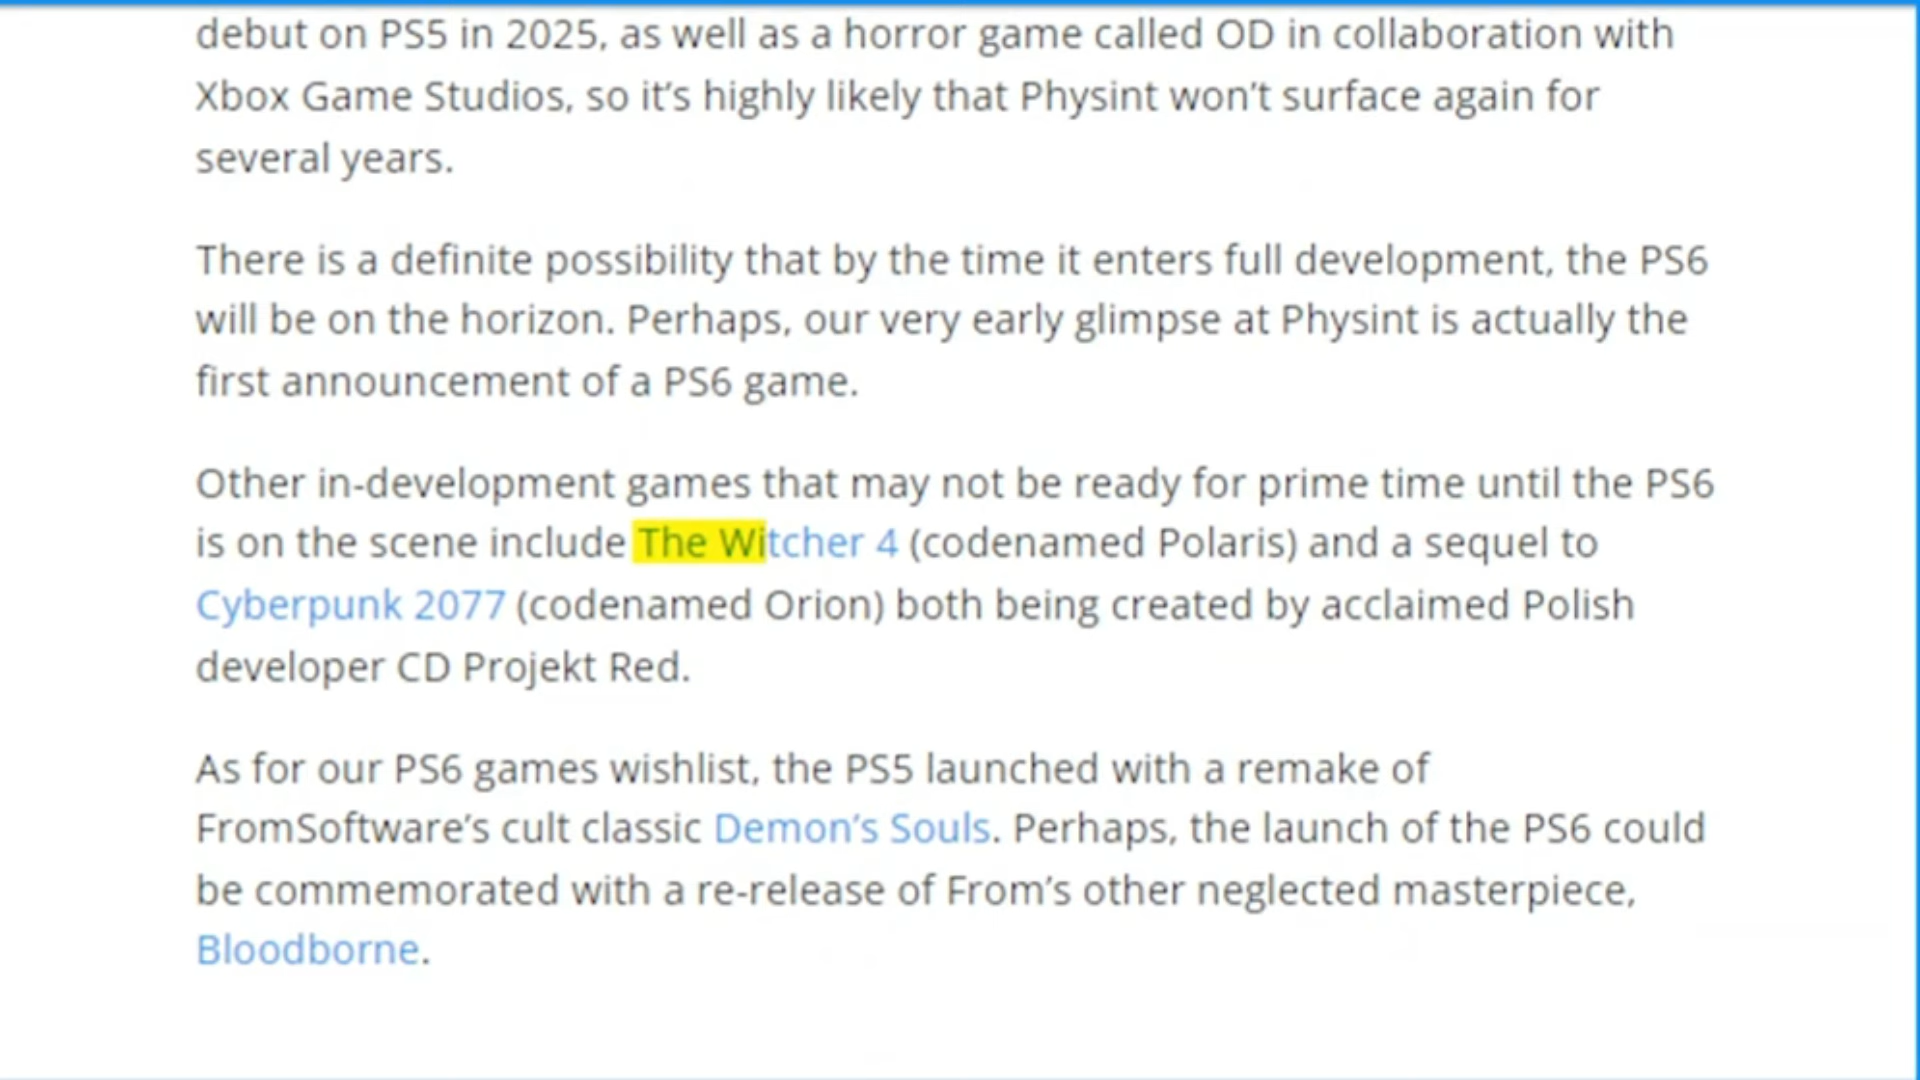 debut on PS5 in 2025, as well as a horror game called OD in collaboration with
Xbox Game Studios, so it’s highly likely that Physint won’t surface again for
several years.
There is a definite possibility that by the time it enters full development, the PS6
will be on the horizon. Perhaps, our very early glimpse at Physint is actually the
first announcement of a PS6 game.
Other in-development games that may not be ready for prime time until the PS6
is on the scene include The Witcher 4 (codenamed Polaris) and a sequel to
Cyberpunk 2077 (codenamed Orion) both being created by acclaimed Polish
developer CD Projekt Red.
As for our PS6 games wishlist, the PS5 launched with a remake of
FromSoftware’s cult classic Demon’s Souls. Perhaps, the launch of the PS6 could
be commemorated with a re-release of From’s other neglected masterpiece,
Bloodborne.